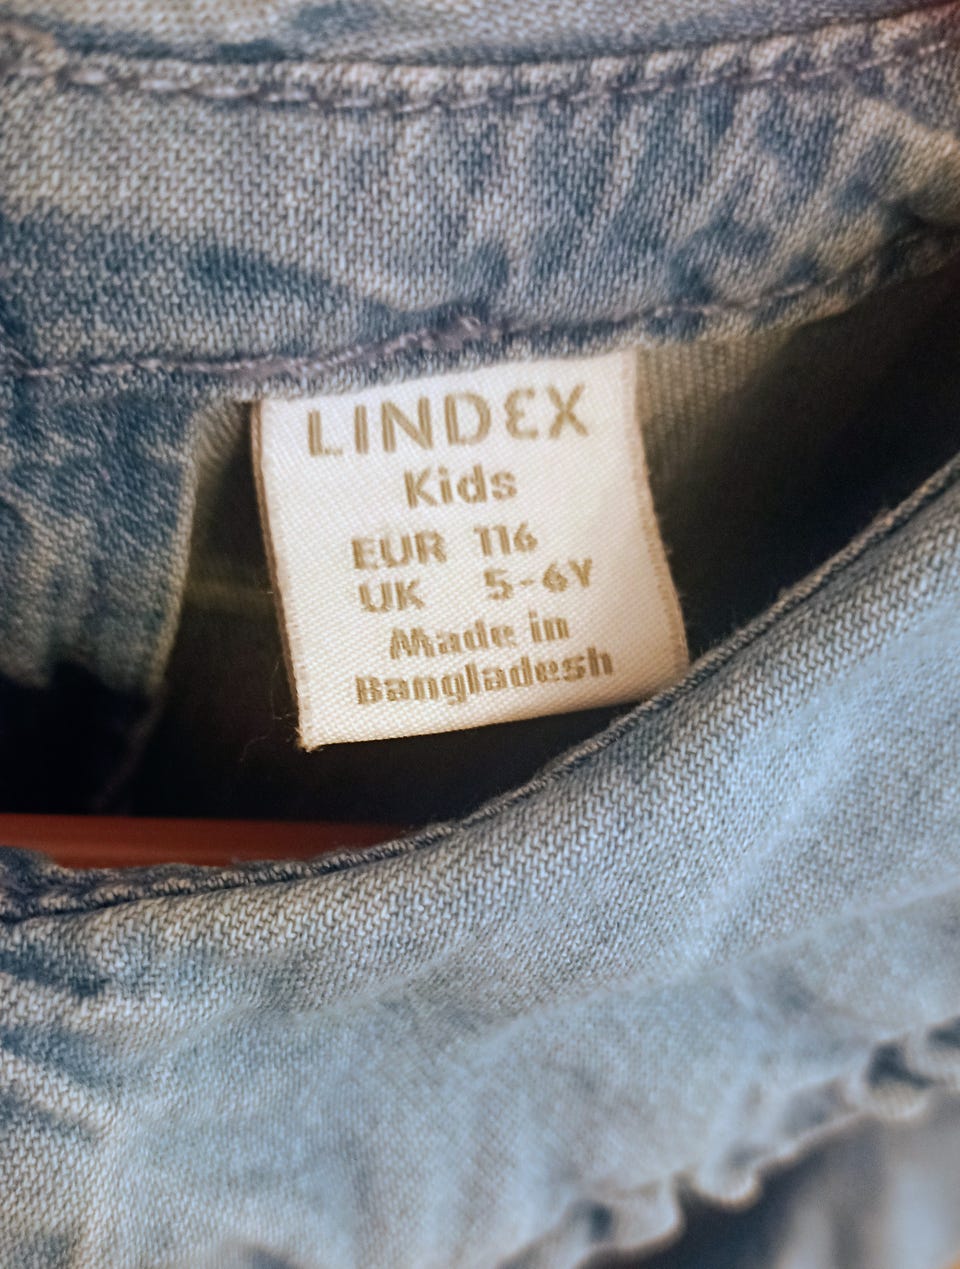 LINDEX
Kids
EUR 116
UK 5-6Y
Made in
Bangladesh